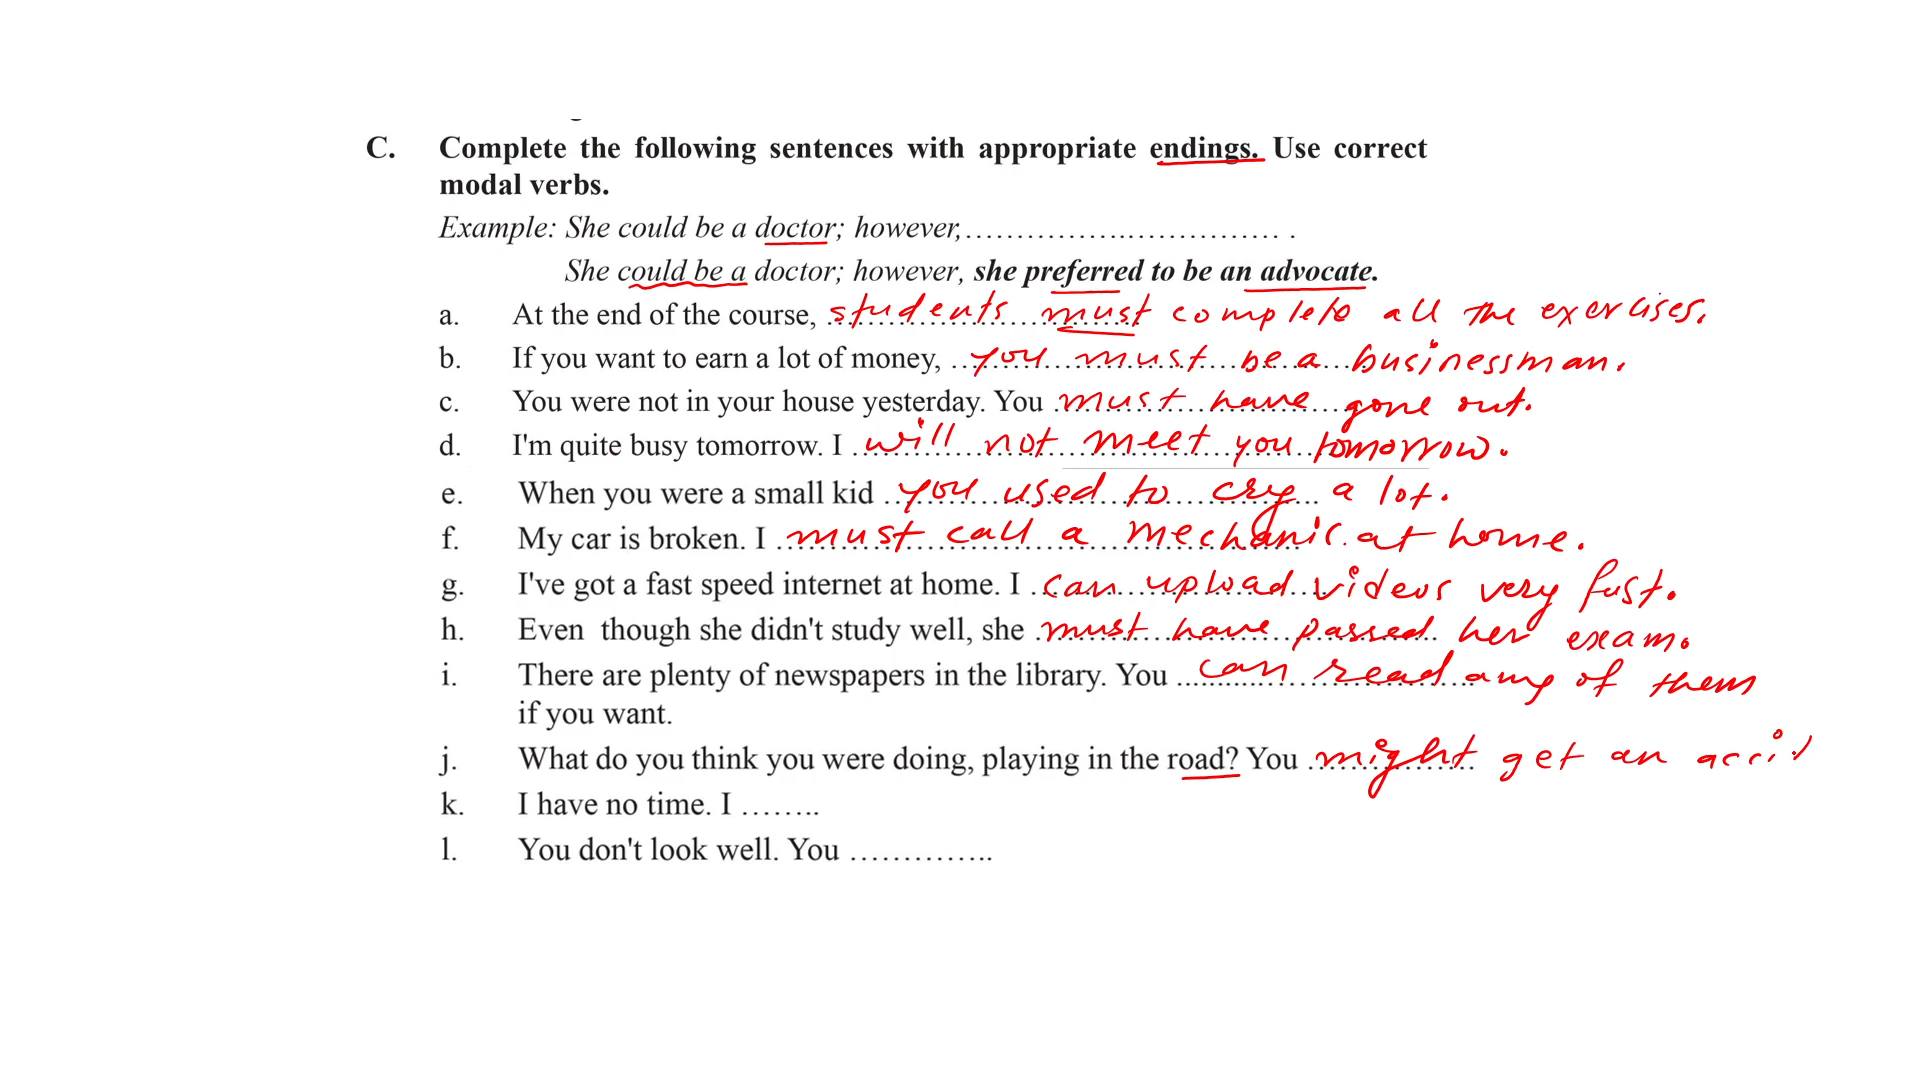 C. Complete the following sentences with appropriate endings. Use correct
modal verbs.
Example: She could be a doctor; however,………………………… .
She could be a doctor; however, she preferred to be an advocate.
a. At the end of the course, students must complete all the exercises.
b. If you want to earn a lot of money, you must be a businessman.
c. You were not in your house yesterday. You must have gone out.
d. I'm quite busy tomorrow. I will not meet you tomorrow.
e. When you were a small kid you used to cry a lot.
f. My car is broken. I must call a mechanic at home.
g. I've got a fast speed internet at home. I can upload videos very fast.
h. Even though she didn't study well, she must have passed her exam.
i. There are plenty of newspapers in the library. You can read any of them
if you want.
j. What do you think you were doing, playing in the road? You might get an acci
k. I have no time. I ........
l. You don't look well. You ..............